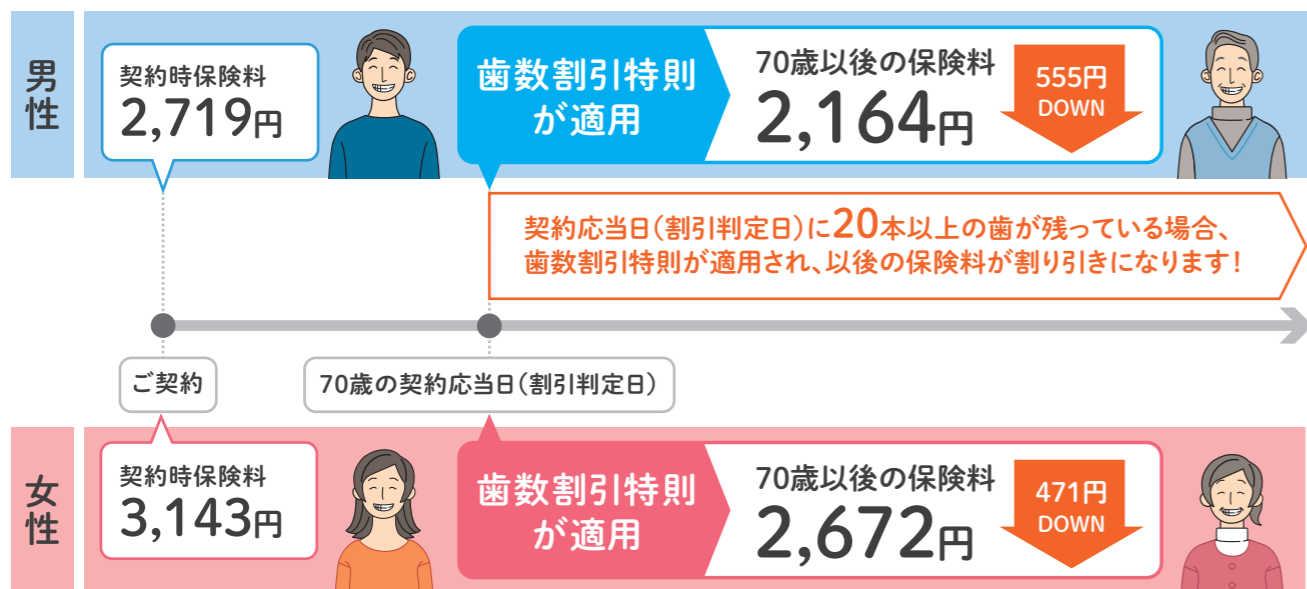 男性
契約時保険料
2,719円
歯数割引特則
が適用
70歳以後の保険料
2,164円
555円
DOWN
契約応当日(割引判定日)に20本以上の歯が残っている場合、
歯数割引特則が適用され、以後の保険料が割り引きになります!
ご契約
70歳の契約応当日(割引判定日)
女性
契約時保険料
3,143円
歯数割引特則
が適用
70歳以後の保険料
2,672円
471円
DOWN